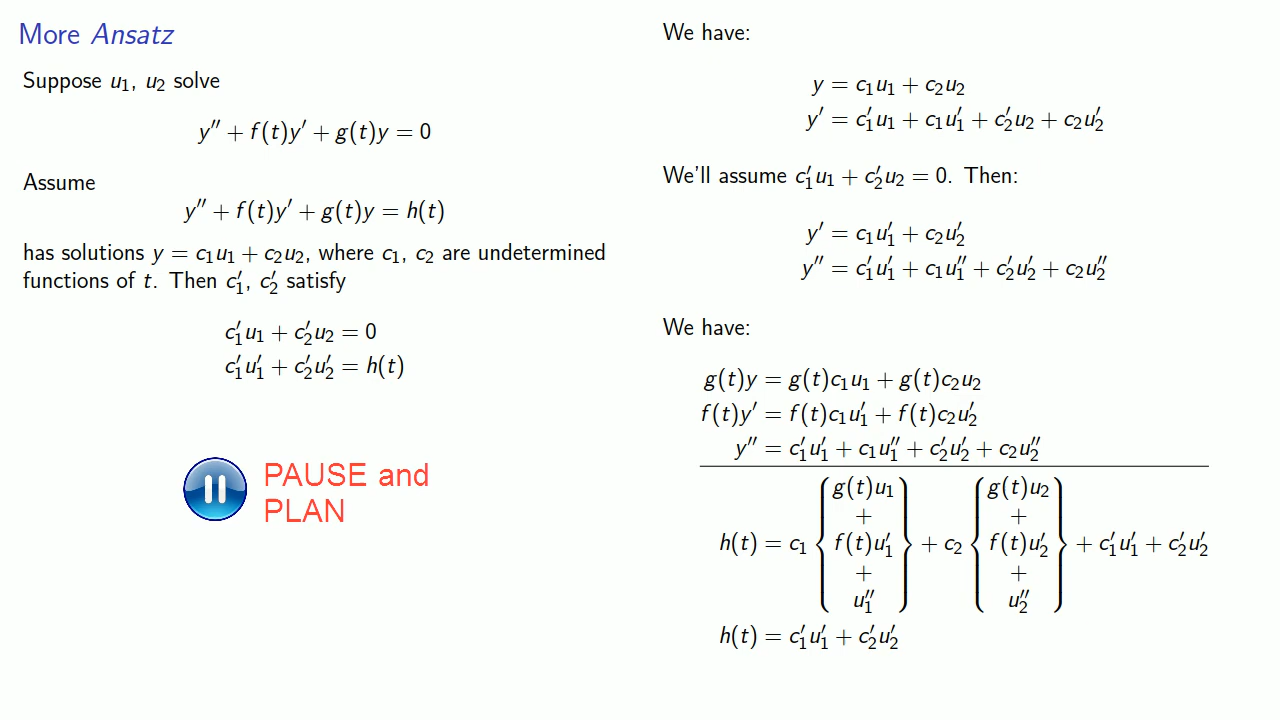 More Ansatz
Suppose u₁, u₂ solve
y′′ + f(t)y′ + g(t)y = 0
Assume
y′′ + f(t)y′ + g(t)y = h(t)
has solutions y = c₁u₁ + c₂u₂, where c₁, c₂ are undetermined
functions of t. Then c₁′, c₂′ satisfy
c₁′u₁ + c₂′u₂ = 0
c₁′u₁′ + c₂′u₂′ = h(t)
PAUSE and
PLAN
We have:
y = c₁u₁ + c₂u₂
y′ = c₁′u₁ + c₁u₁′ + c₂′u₂ + c₂u₂′
We'll assume c₁′u₁ + c₂′u₂ = 0. Then:
y′ = c₁u₁′ + c₂u₂′
y′′ = c₁′u₁′ + c₁u₁′′ + c₂′u₂′ + c₂u₂′′
We have:
g(t)y = g(t)c₁u₁ + g(t)c₂u₂
f(t)y′ = f(t)c₁u₁′ + f(t)c₂u₂′
y′′ = c₁′u₁′ + c₁u₁′′ + c₂′u₂′ + c₂u₂′′
h(t) = c₁ { g(t)u₁ + f(t)u₁′ + u₁′′ } + c₂ { g(t)u₂ + f(t)u₂′ + u₂′′ } + c₁′u₁′ + c₂′u₂′
h(t) = c₁′u₁′ + c₂′u₂′